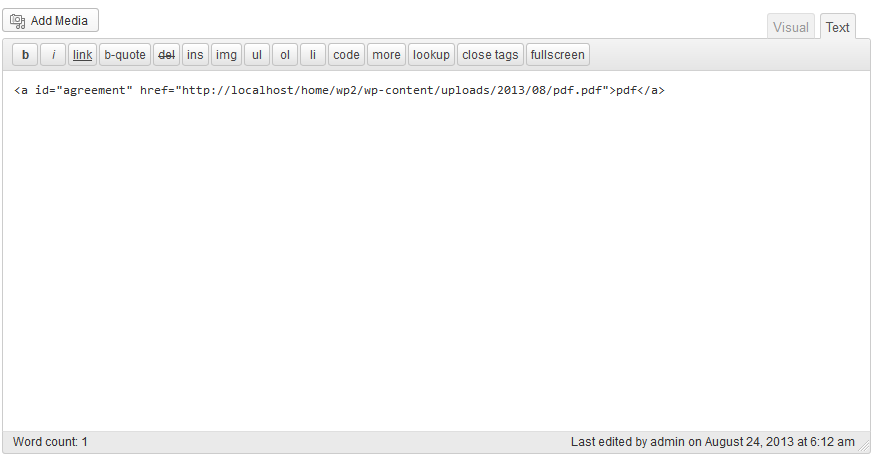 Add Media
Visual Text
b i link b-quote del ins img ul ol li code more lookup close tags fullscreen
<a id="agreement" href="http://localhost/home/wp2/wp-content/uploads/2013/08/pdf.pdf">pdf</a>
Word count: 1 Last edited by admin on August 24, 2013 at 6:12 am